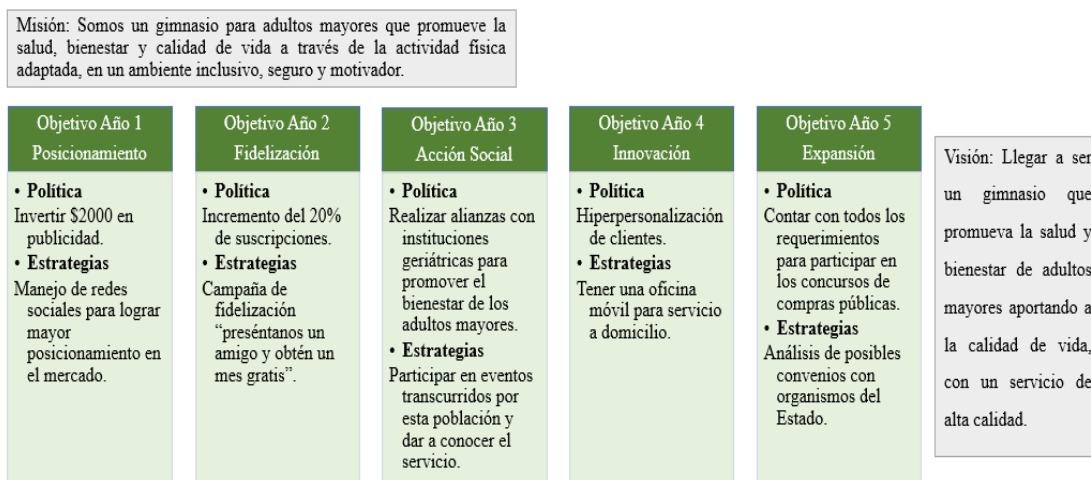 Misión: Somos un gimnasio para adultos mayores que promueve la
salud, bienestar y calidad de vida a través de la actividad física
adaptada, en un ambiente inclusivo, seguro y motivador.
Objetivo Año 1
Posicionamiento
• Política
Invertir $2000 en
publicidad.
• Estrategias
Manejo de redes
sociales para lograr
mayor
posicionamiento en
el mercado.
Objetivo Año 2
Fidelización
• Política
Incremento del 20%
de suscripciones.
• Estrategias
Campaña de
fidelización
“preséntanos un
amigo y obtén un
mes gratis”.
Objetivo Año 3
Acción Social
• Política
Realizar alianzas con
instituciones
geriátricas para
promover el
bienestar de los
adultos mayores.
• Estrategias
Participar en eventos
transcurridos por
esta población y
dar a conocer el
servicio.
Objetivo Año 4
Innovación
• Política
Hiperpersonalización
de clientes.
• Estrategias
Tener una oficina
móvil para servicio
a domicilio.
Objetivo Año 5
Expansión
• Política
Contar con todos los
requerimientos
para participar en
los concursos de
compras públicas.
• Estrategias
Análisis de posibles
convenios con
organismos del
Estado.
Visión: Llegar a ser
un gimnasio que
promueva la salud y
bienestar de adultos
mayores aportando a
la calidad de vida,
con un servicio de
alta calidad.